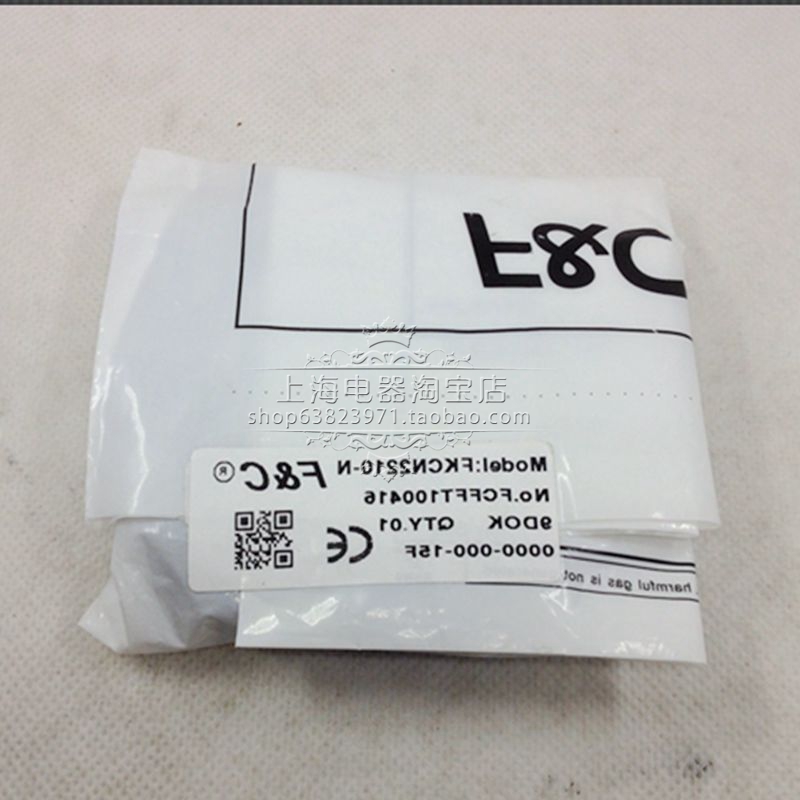 F&C
上海电器淘宝店
shop63823971.taobao.com
Model:FKCN2210-N F&C®
No.FCFFT100416
9DOK QTY.01
0000-000-15F CE
harmful gas is not